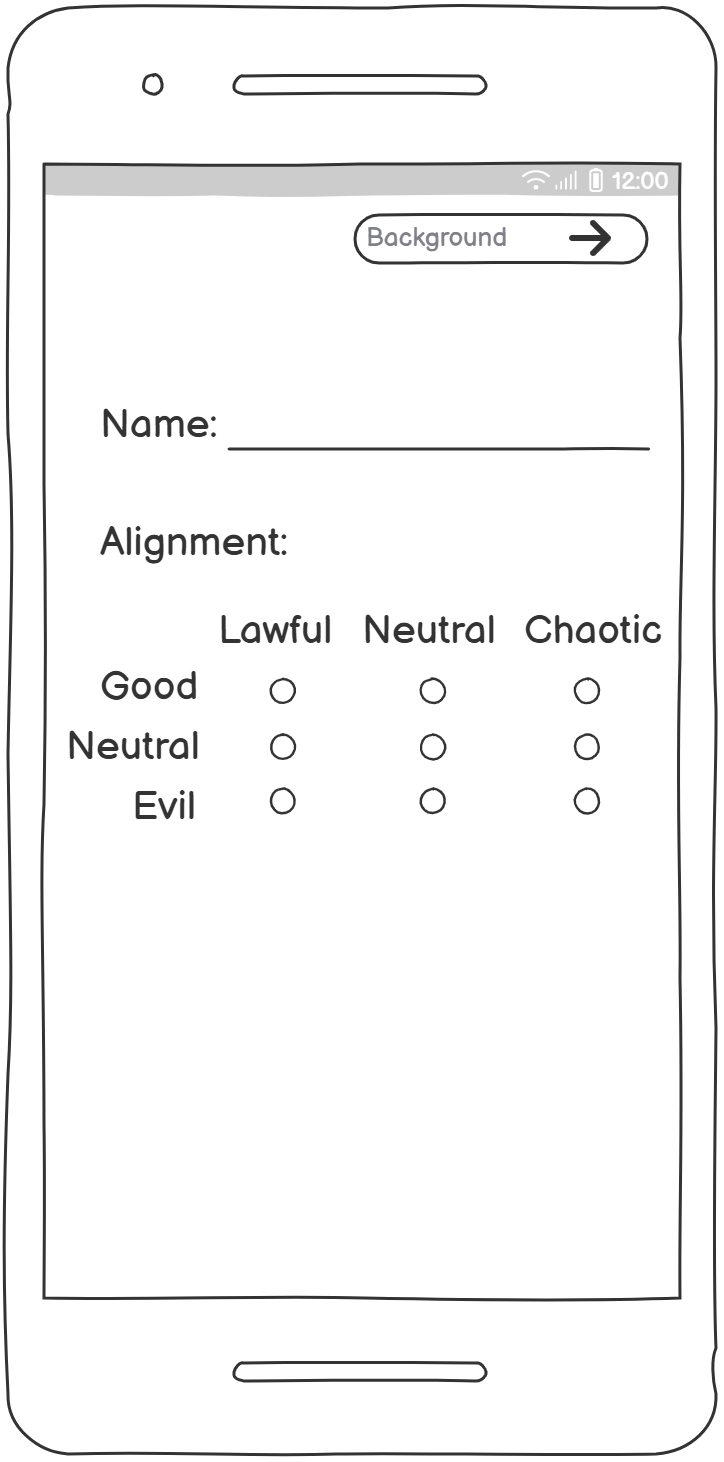 12:00
Background
Name:
Alignment:
Lawful Neutral Chaotic
Good
Neutral
Evil